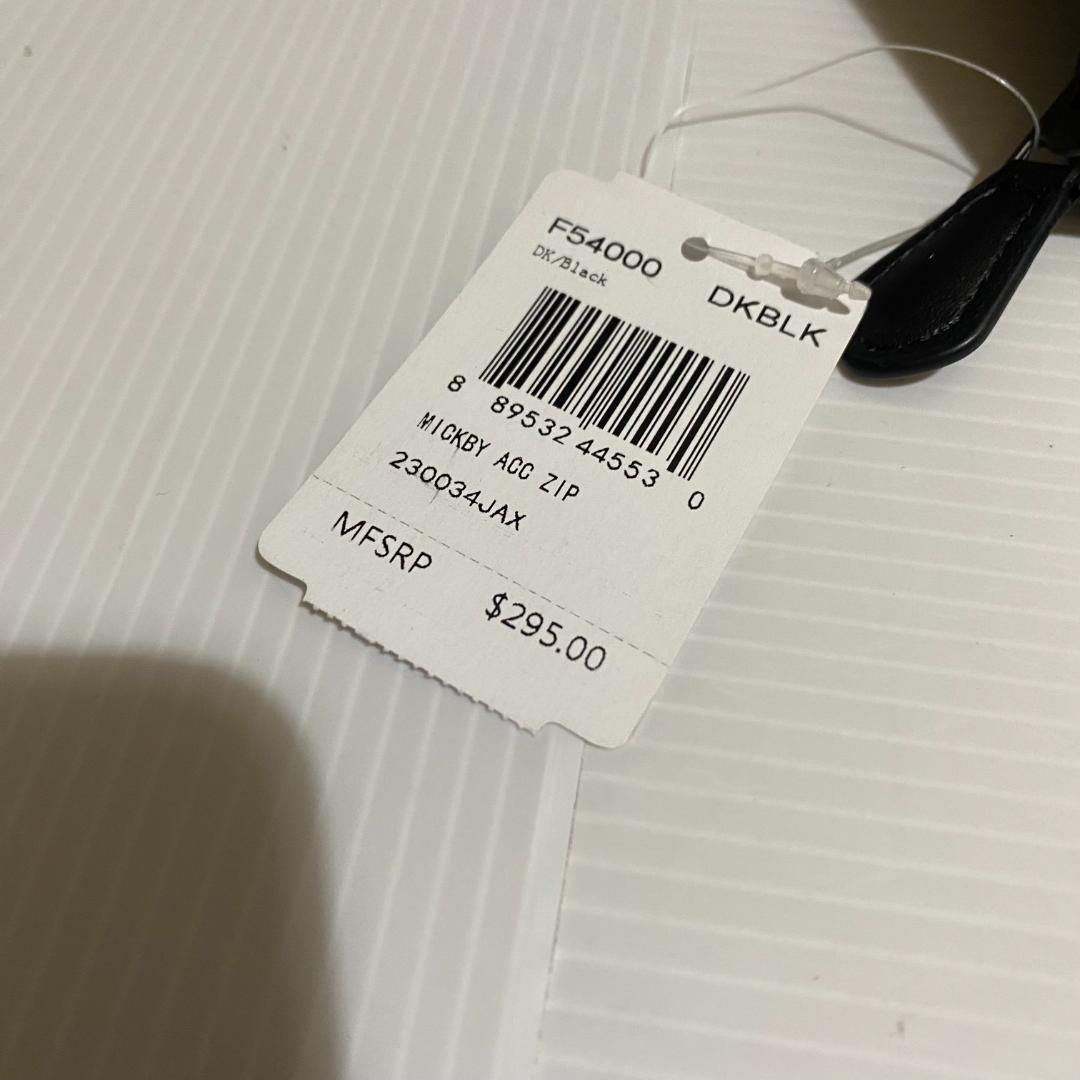 F54000
DK/Black
DKBLK
8 89532 44553 0
MICKBY ACC ZIP
230034JAX
MFSRP
$295.00